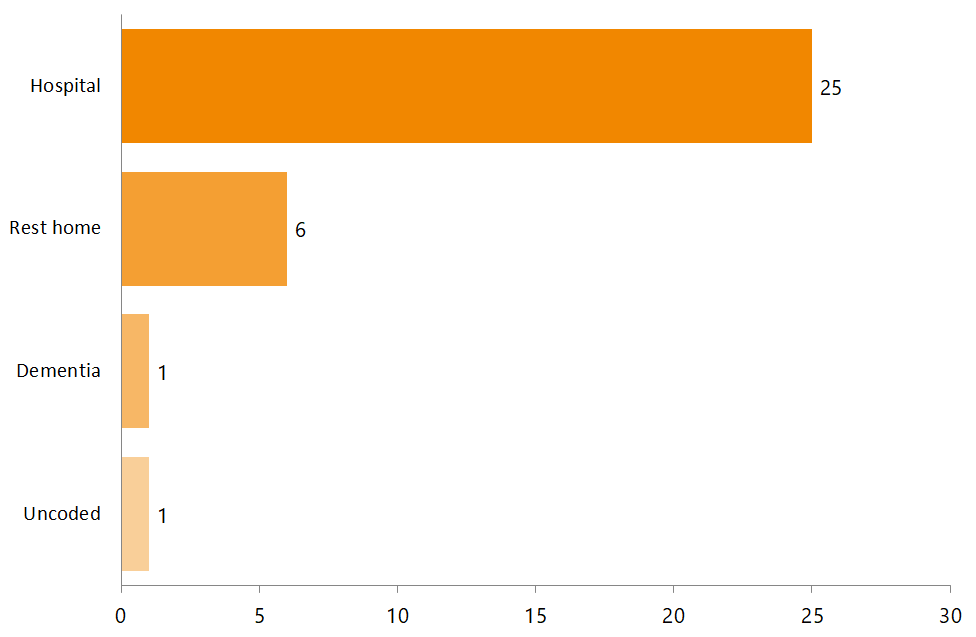 Hospital
25
Rest home
6
Dementia
1
Uncoded
1
0 5 10 15 20 25 30